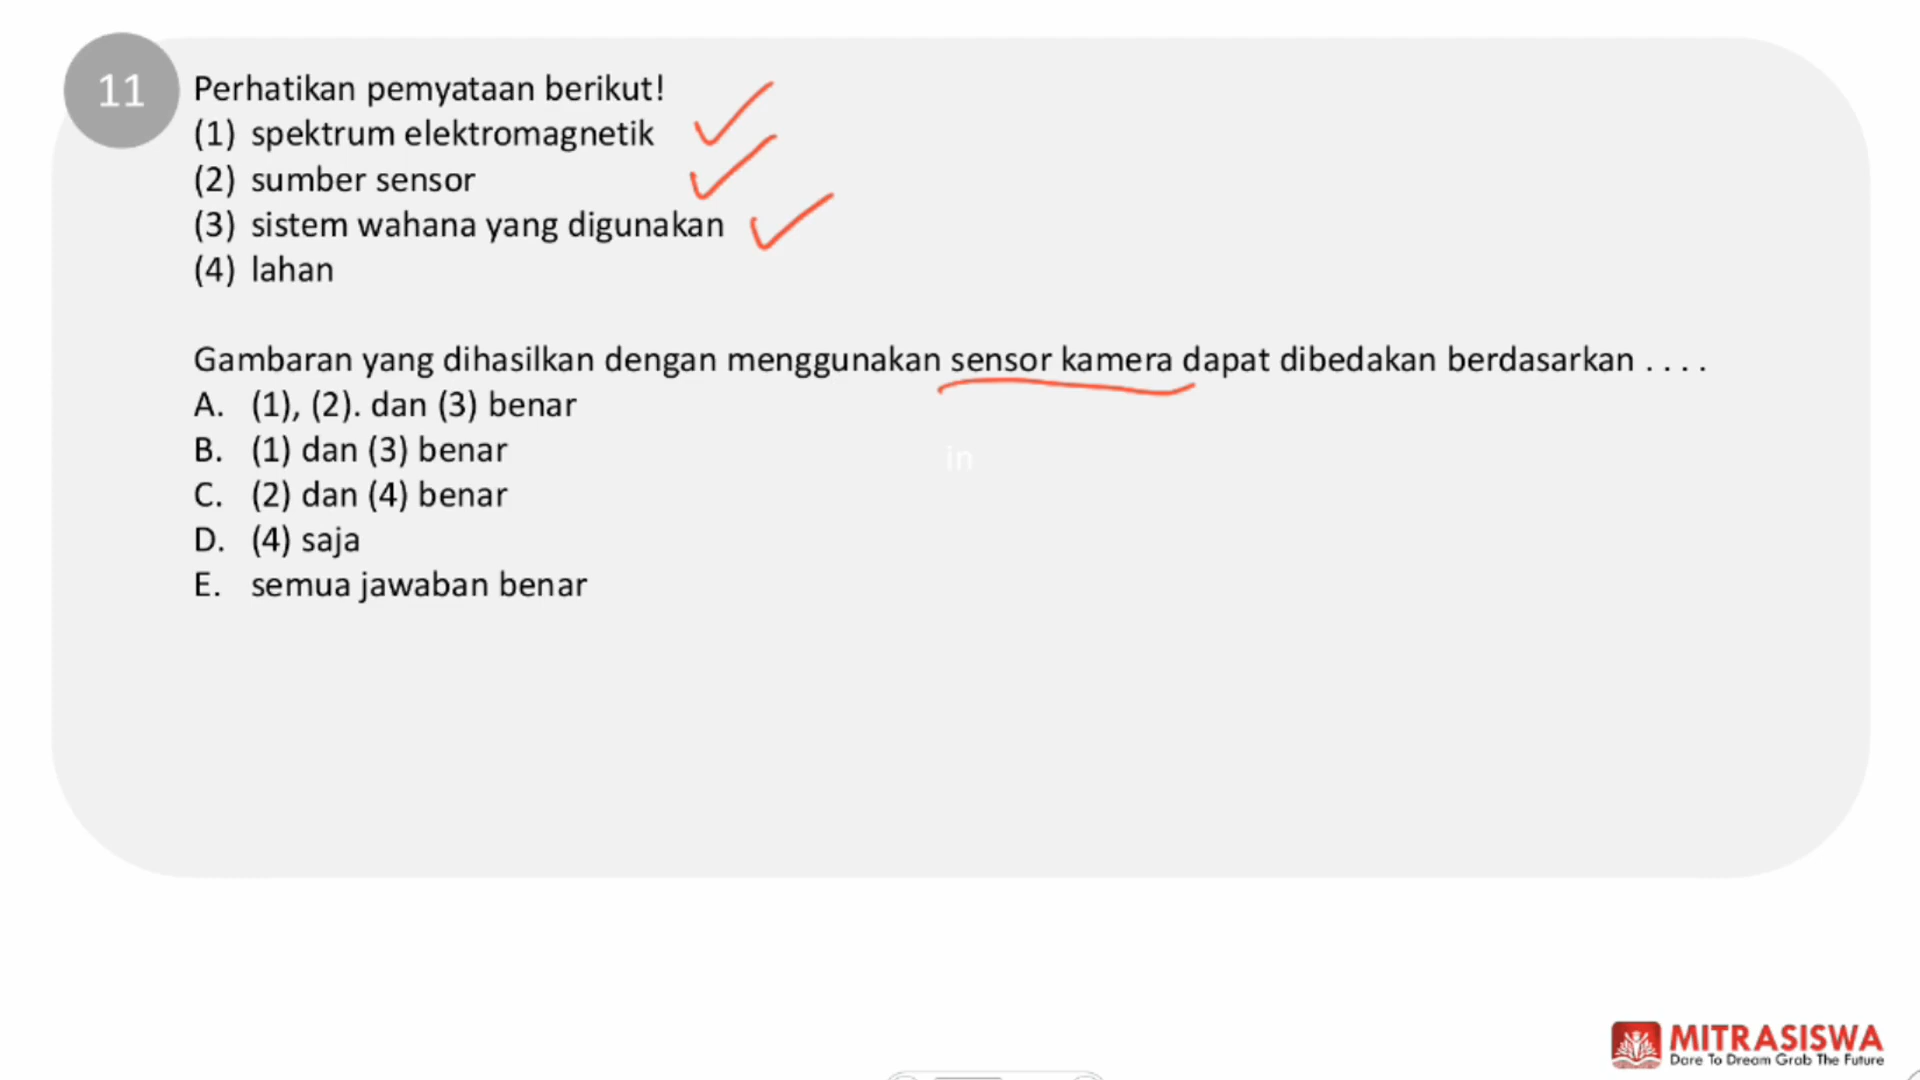 11
Perhatikan pemyataan berikut!
(1) spektrum elektromagnetik
(2) sumber sensor
(3) sistem wahana yang digunakan
(4) lahan
Gambaran yang dihasilkan dengan menggunakan sensor kamera dapat dibedakan berdasarkan . . . .
A. (1), (2). dan (3) benar
B. (1) dan (3) benar
in
C. (2) dan (4) benar
D. (4) saja
E. semua jawaban benar
MITRASISWA
Dare To Dream Grab The Future